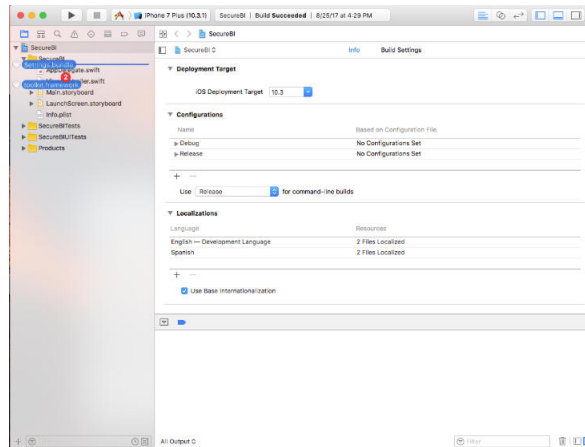 iPhone 7 Plus (10.3.1) SecureBI | Build Succeeded | 8/25/17 at 4:29 PM
SecureBI
SecureBI
SecureBI Info Build Settings
SecureBI
Settings.bundle
AppDelegate.swift
2
toolkit.framework
Main.storyboard
LaunchScreen.storyboard
Info.plist
SecureBITests
SecureBIUITests
Products
Deployment Target
iOS Deployment Target 10.3
Configurations
Name Based on Configuration File
Debug No Configurations Set
Release No Configurations Set
+ −
Use Release for command-line builds
Localizations
Language Resources
English — Development Language 2 Files Localized
Spanish 2 Files Localized
+ −
Use Base Internationalization
All Output
Filter